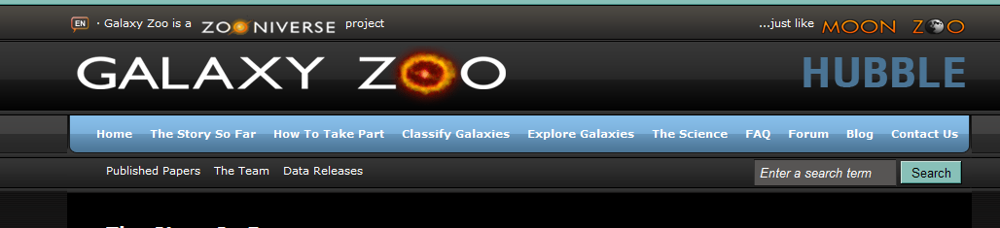 EN · Galaxy Zoo is a ZOONIVERSE project ...just like MOON ZOO
GALAXY ZOO HUBBLE
Home The Story So Far How To Take Part Classify Galaxies Explore Galaxies The Science FAQ Forum Blog Contact Us
Published Papers The Team Data Releases Enter a search term Search